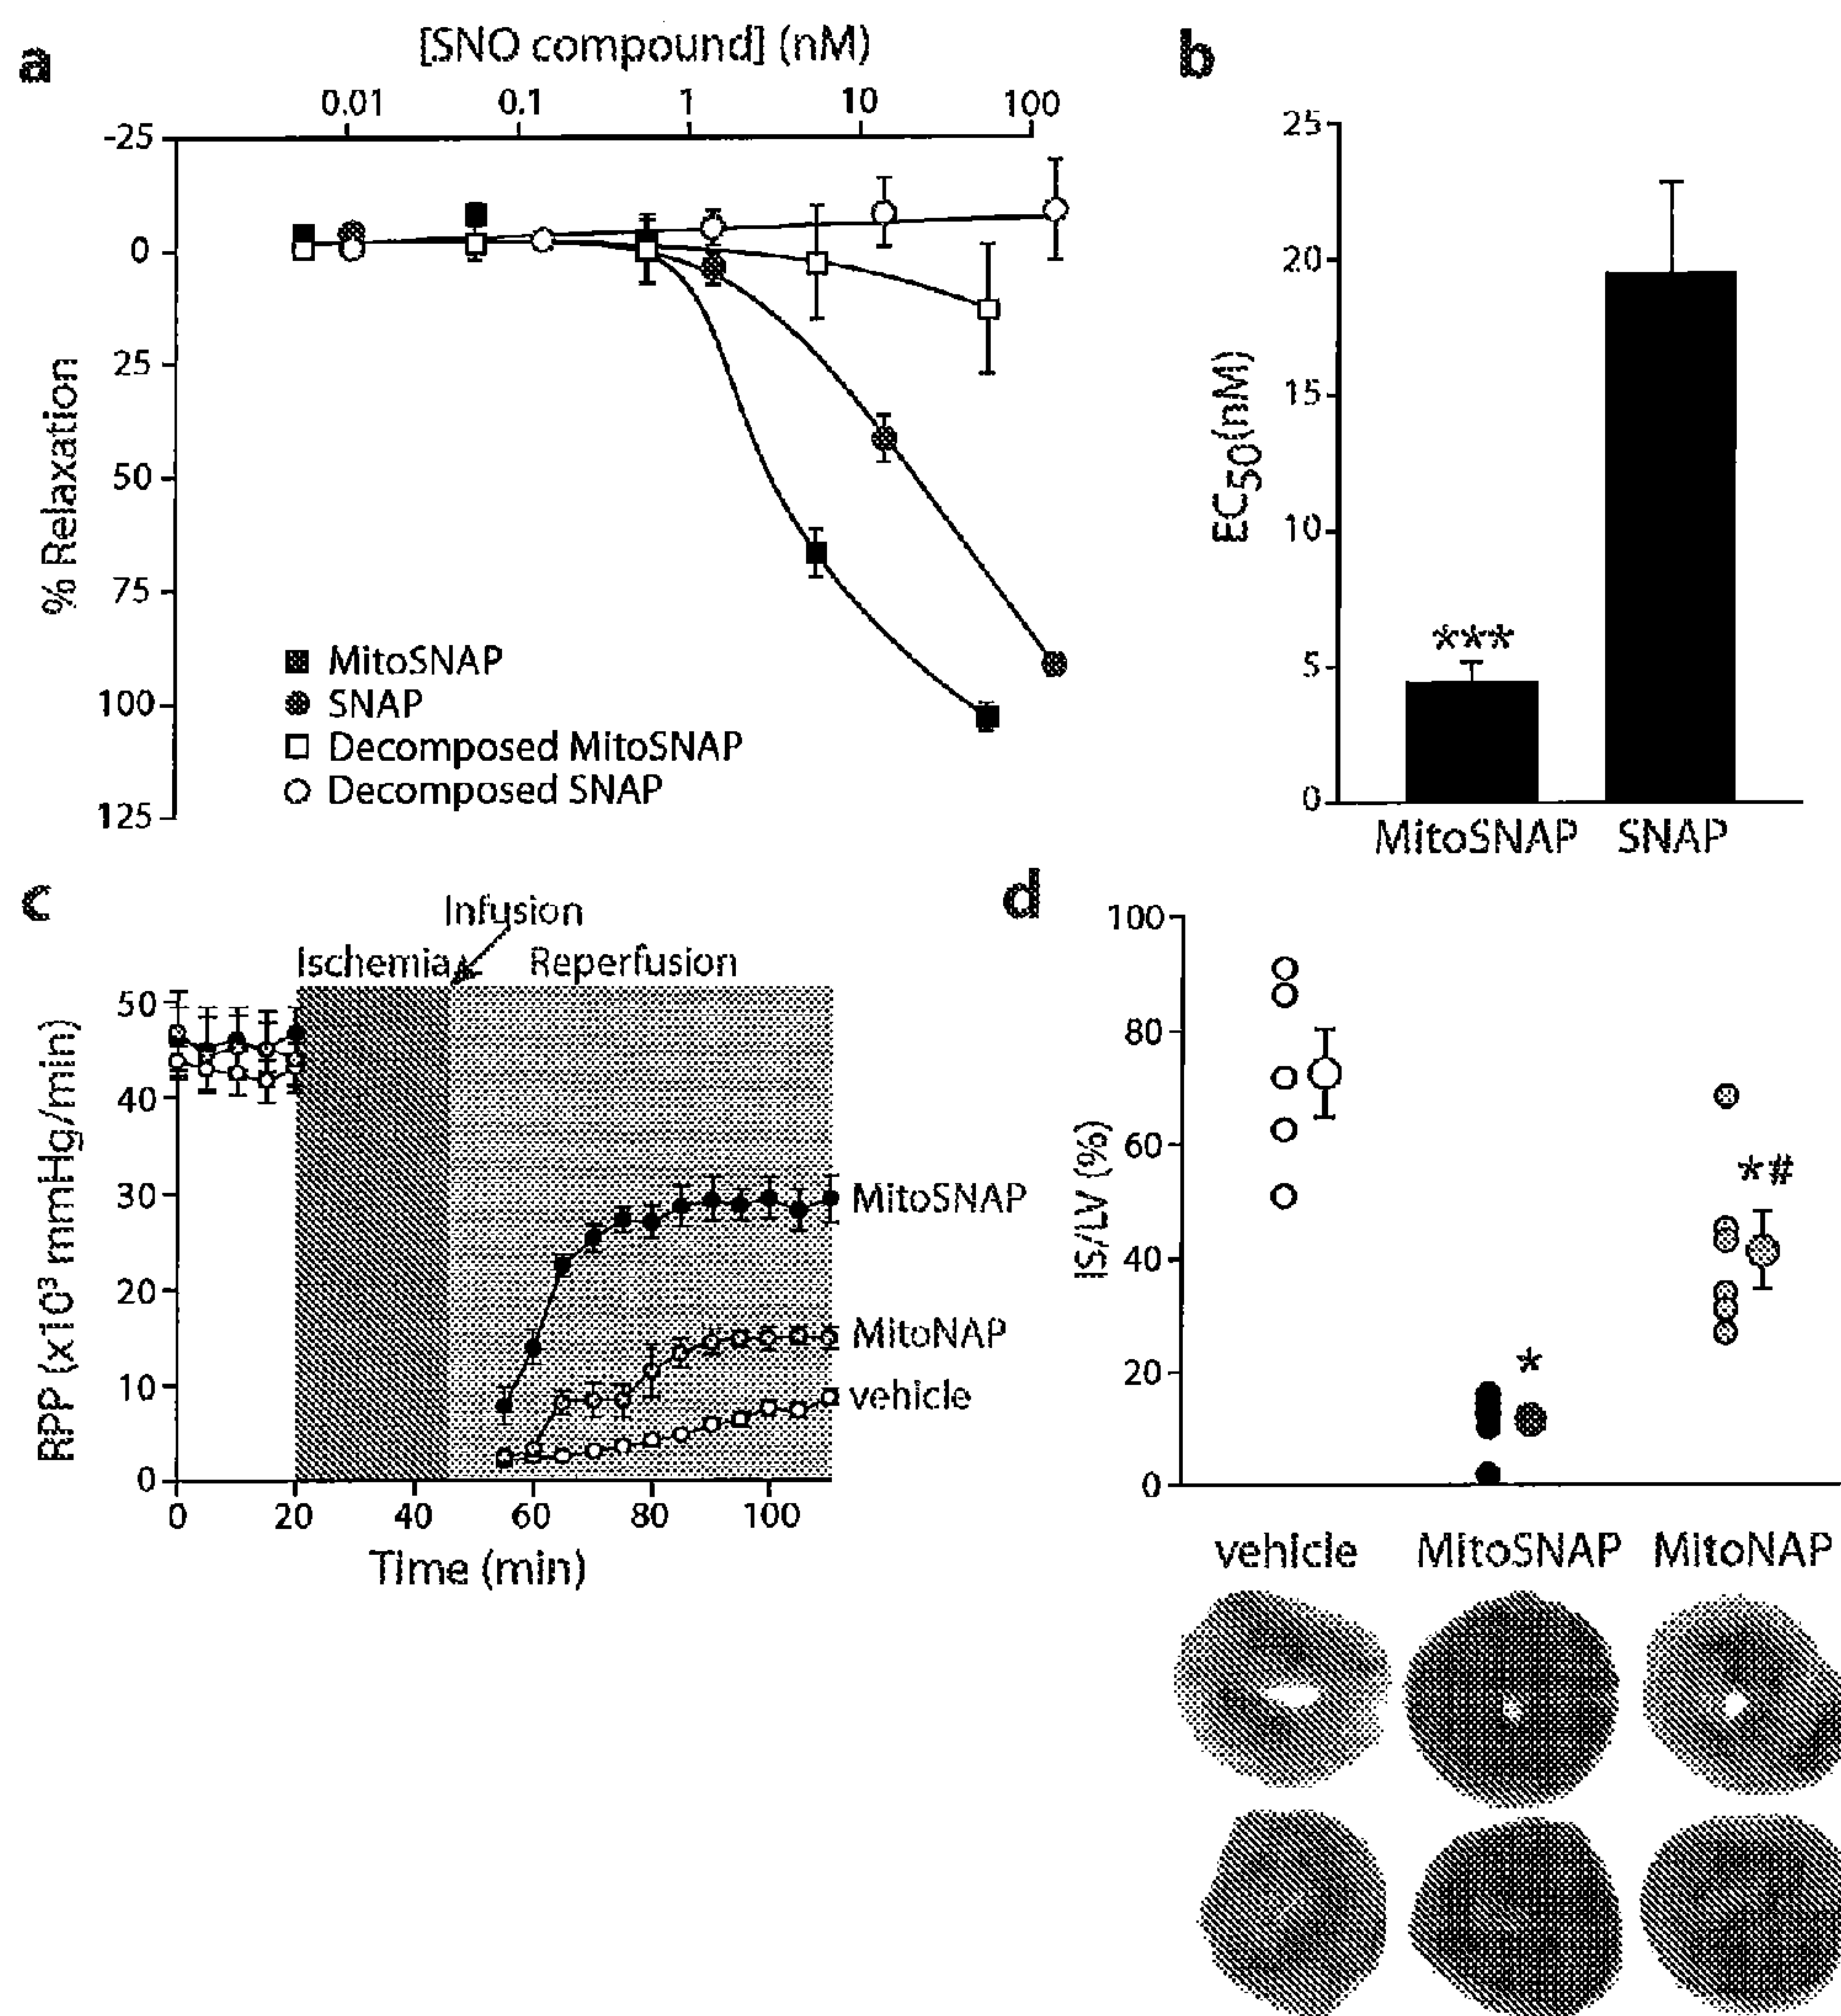 a
[SNO compound] (nM)
0.01 0.1 1 10 100
-25
0
25
50
75
100
125
% Relaxation
MitoSNAP
SNAP
Decomposed MitoSNAP
Decomposed SNAP
b
25
20
15
10
5
0
EC50(nM)
***
MitoSNAP SNAP
c
Infusion
Ischemia Reperfusion
50
40
30
20
10
0
RPP (x10³ mmHg/min)
MitoSNAP
MitoNAP
vehicle
0 20 40 60 80 100
Time (min)
d
100
80
60
40
20
0
IS/LV (%)
*
*#
vehicle MitoSNAP MitoNAP